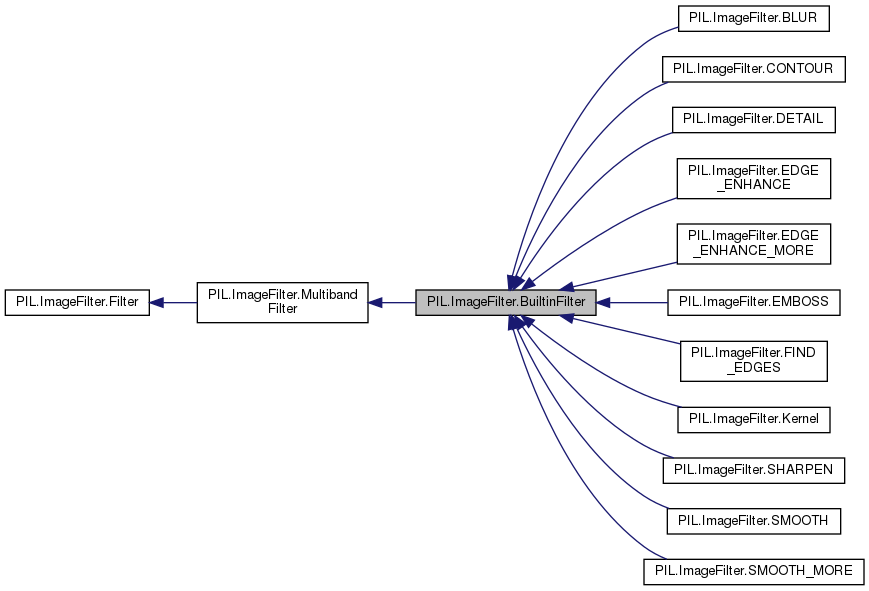 PIL.ImageFilter.BLUR
PIL.ImageFilter.CONTOUR
PIL.ImageFilter.DETAIL
PIL.ImageFilter.EDGE
_ENHANCE
PIL.ImageFilter.EDGE
_ENHANCE_MORE
PIL.ImageFilter.Filter
PIL.ImageFilter.Multiband
Filter
PIL.ImageFilter.BuiltinFilter
PIL.ImageFilter.EMBOSS
PIL.ImageFilter.FIND
_EDGES
PIL.ImageFilter.Kernel
PIL.ImageFilter.SHARPEN
PIL.ImageFilter.SMOOTH
PIL.ImageFilter.SMOOTH_MORE